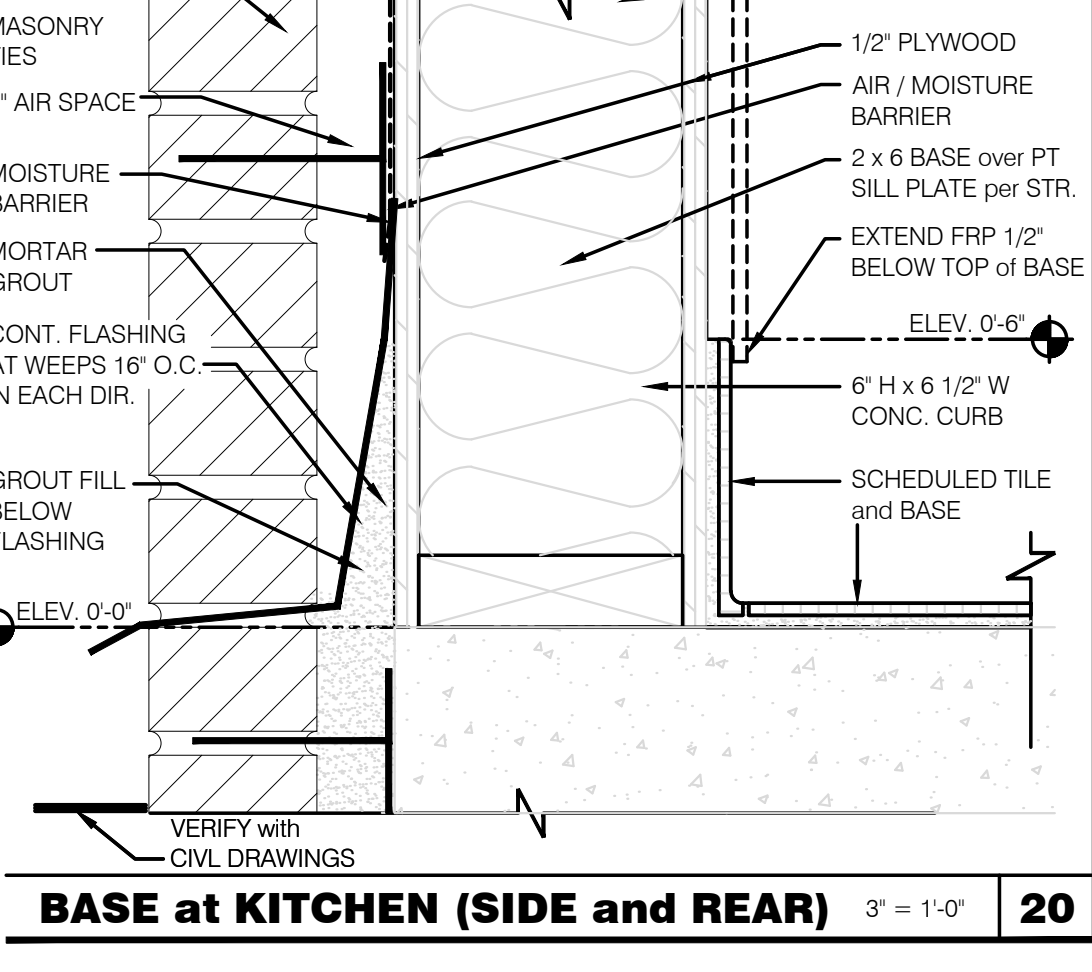 MASONRY
TIES
" AIR SPACE
MOISTURE
BARRIER
MORTAR
GROUT
CONT. FLASHING
AT WEEPS 16" O.C.
IN EACH DIR.
GROUT FILL
BELOW
FLASHING
ELEV. 0'-0"
VERIFY with
CIVL DRAWINGS
1/2" PLYWOOD
AIR / MOISTURE
BARRIER
2 x 6 BASE over PT
SILL PLATE per STR.
EXTEND FRP 1/2"
BELOW TOP of BASE
ELEV. 0'-6"
6" H x 6 1/2" W
CONC. CURB
SCHEDULED TILE
and BASE
BASE at KITCHEN (SIDE and REAR) 3" = 1'-0" 20